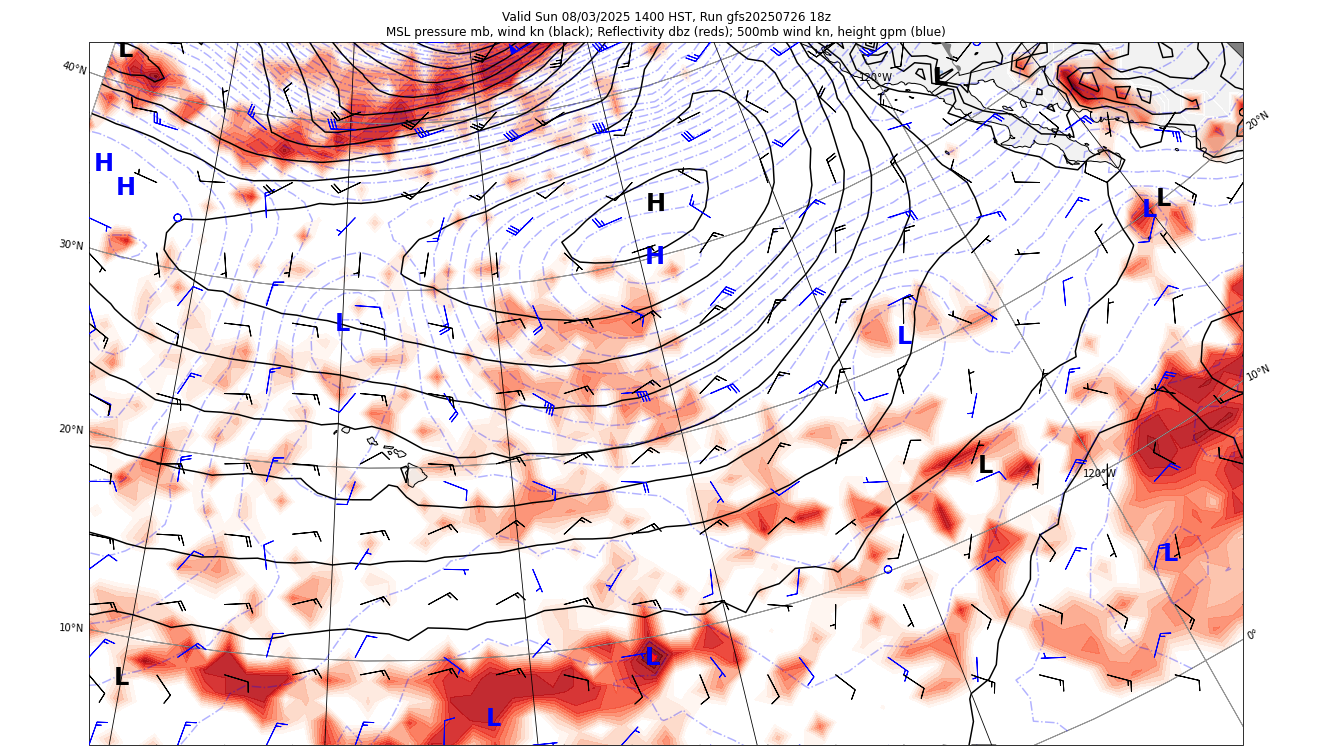 Valid Sun 08/03/2025 1400 HST, Run gfs20250726 18z
MSL pressure mb, wind kn (black); Reflectivity dbz (reds); 500mb wind kn, height gpm (blue)
L
L
40°N
120°W
L
20°N
H
H
H
L
L
30°N
H
L
L
10°N
20°N
L
120°W
L
10°N
0°
L
L
L